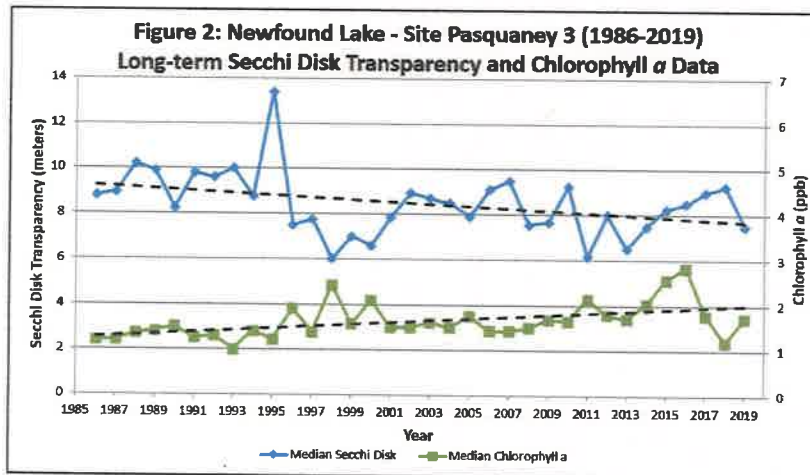 Figure 2: Newfound Lake - Site Pasquaney 3 (1986-2019)
Long-term Secchi Disk Transparency and Chlorophyll a Data
Secchi Disk Transparency (meters)
14
12
10
8
6
4
2
0
Chlorophyll a (ppb)
7
6
5
4
3
2
1
0
1985 1987 1989 1991 1993 1995 1997 1999 2001 2003 2005 2007 2009 2011 2013 2015 2017 2019
Year
Median Secchi Disk Median Chlorophyll a